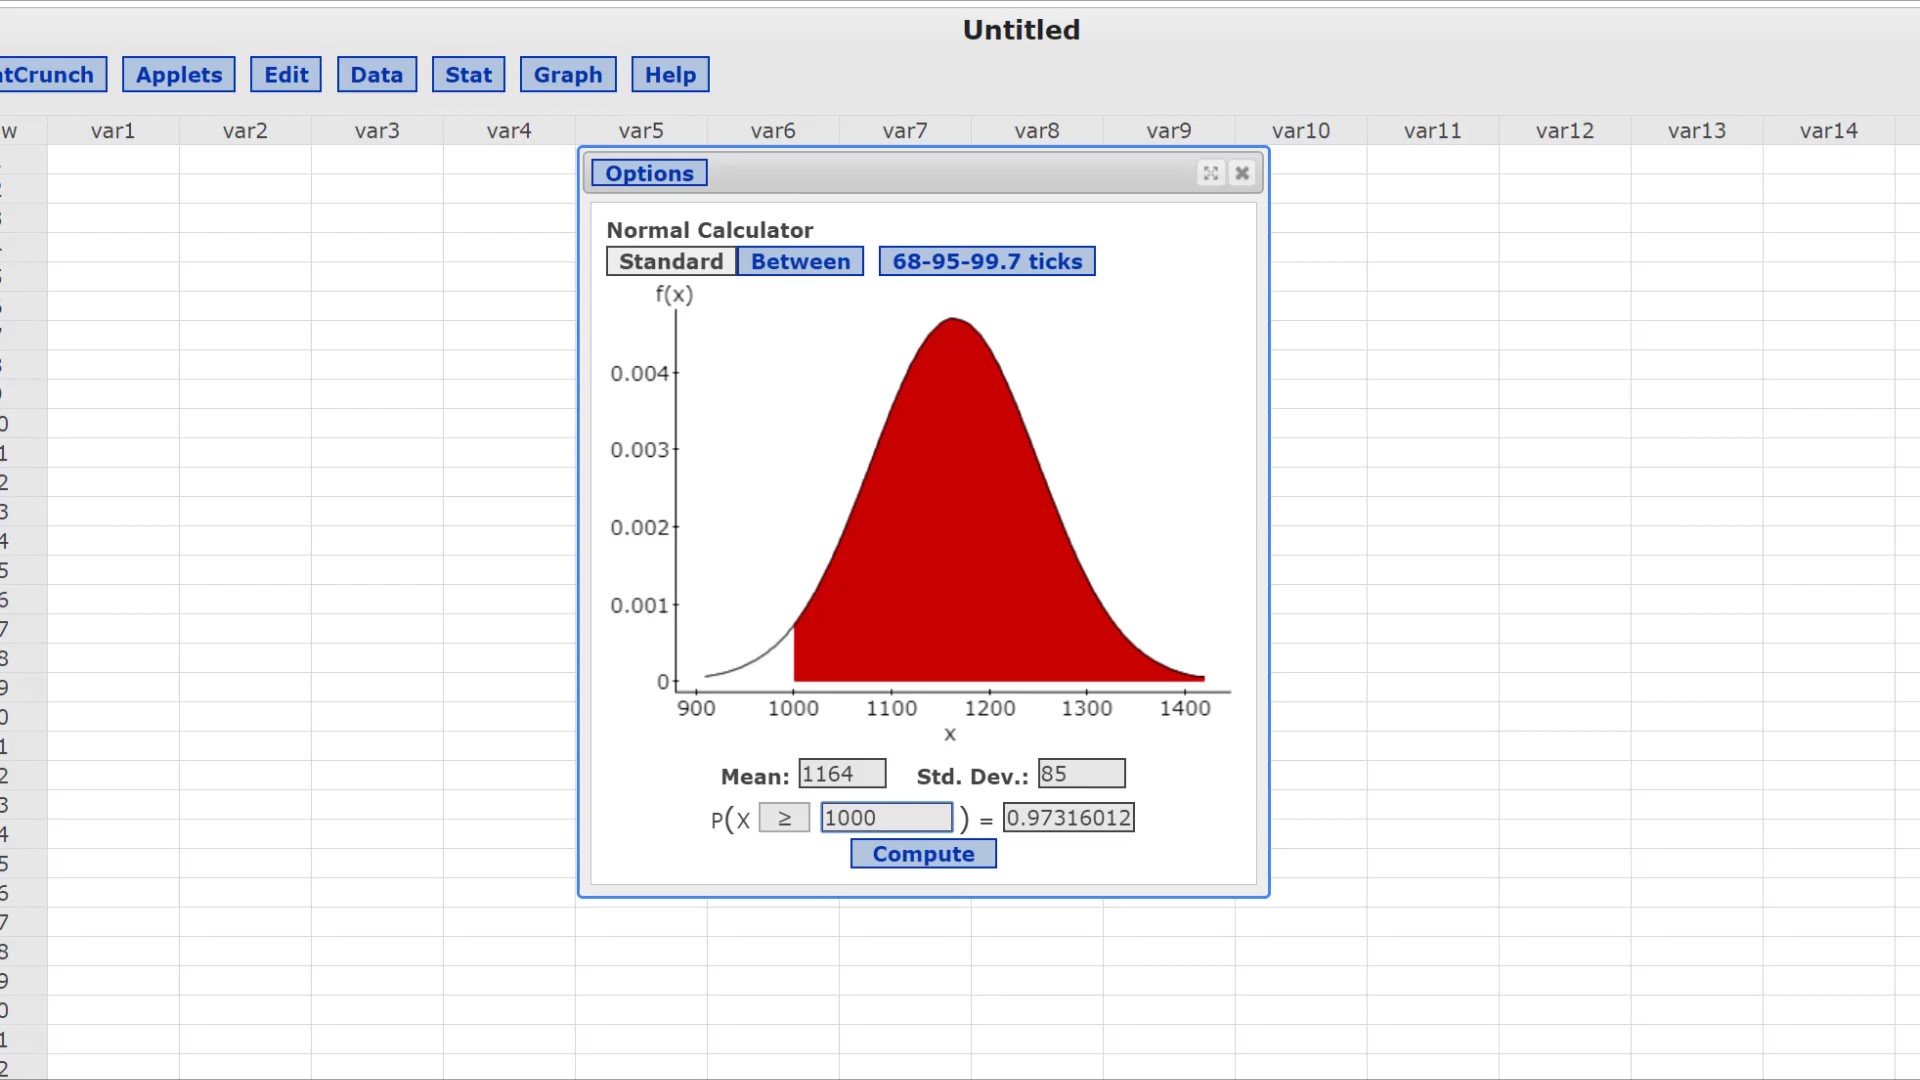 Untitled
tCrunch Applets Edit Data Stat Graph Help
w var1 var2 var3 var4 var5 var6 var7 var8 var9 var10 var11 var12 var13 var14
Options
Normal Calculator
Standard Between 68-95-99.7 ticks
f(x)
0.004
0.003
0.002
0.001
0
900 1000 1100 1200 1300 1400
x
Mean: 1164 Std. Dev.: 85
P(X ≥ 1000 ) = 0.97316012
Compute